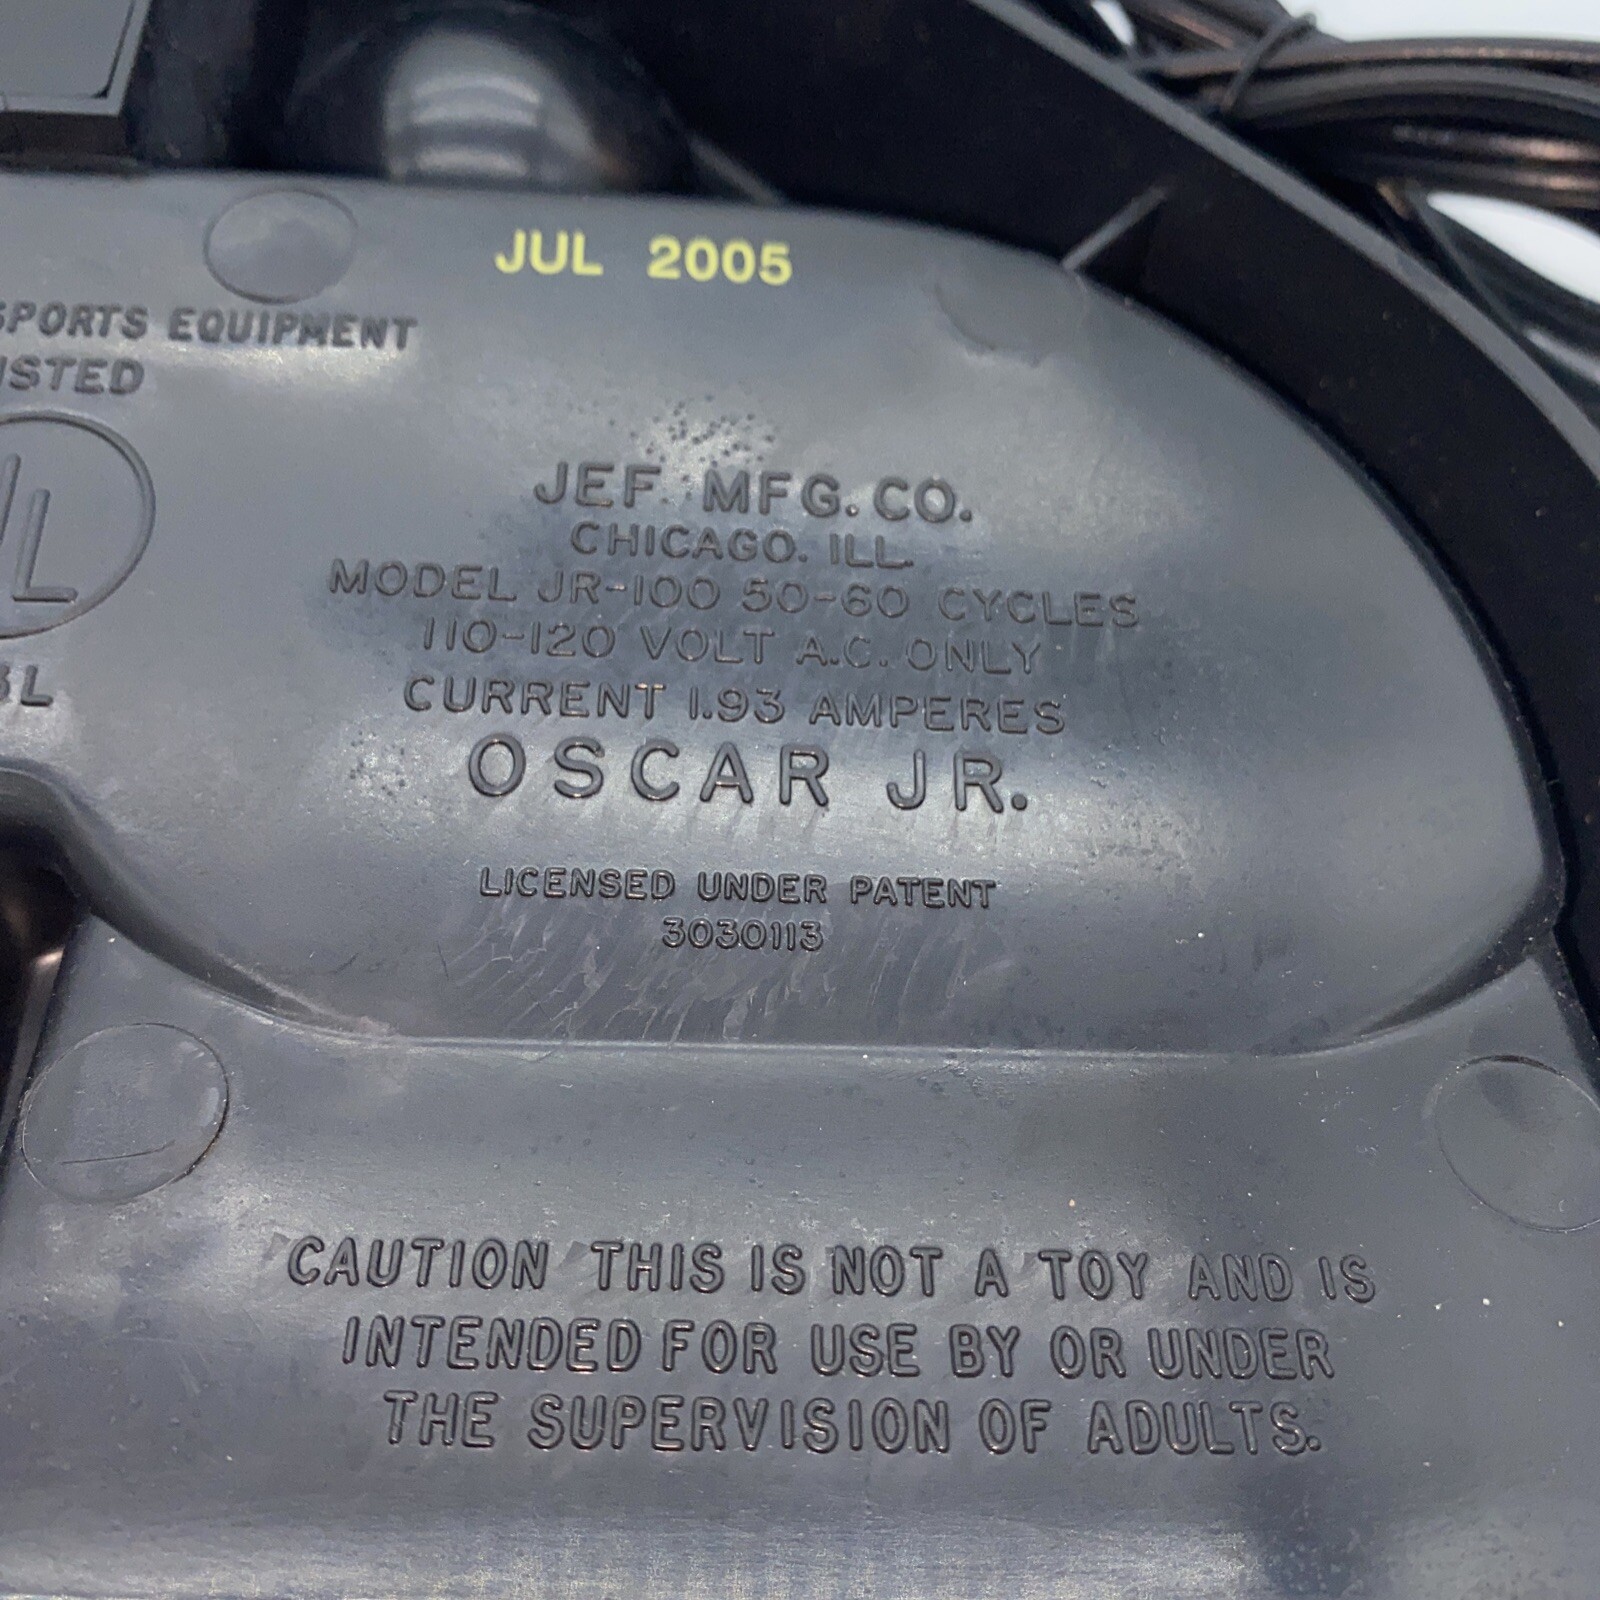 JUL 2005
SPORTS EQUIPMENT
JEF MFG. CO.
CHICAGO. ILL.
MODEL JR-100 50-60 CYCLES
110-120 VOLT A.C. ONLY
CURRENT 1.93 AMPERES
OSCAR JR.
LICENSED UNDER PATENT
3030113
UL
CAUTION THIS IS NOT A TOY AND IS
INTENDED FOR USE BY OR UNDER
THE SUPERVISION OF ADULTS.